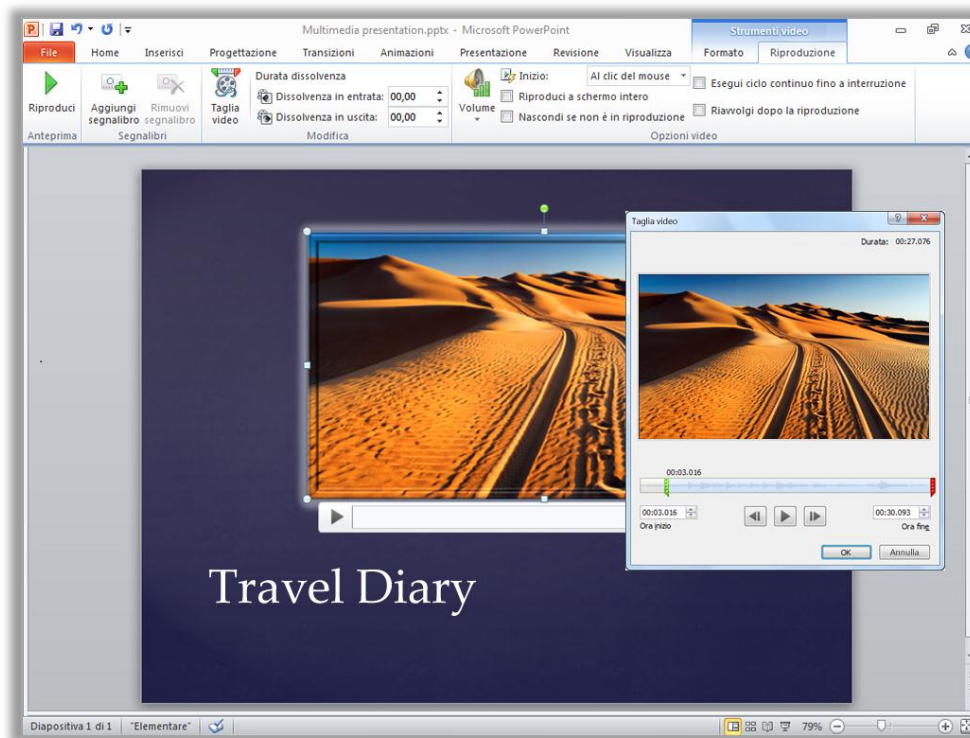 Multimedia presentation.pptx - Microsoft PowerPoint
Strumenti video
File Home Inserisci Progettazione Transizioni Animazioni Presentazione Revisione Visualizza Formato Riproduzione
Riproduci
Anteprima
Aggiungi segnalibro
Rimuovi segnalibro
Segnalibri
Taglia video
Durata dissolvenza
Dissolvenza in entrata: 00,00
Dissolvenza in uscita: 00,00
Modifica
Volume
Inizio: Al clic del mouse
Riproduci a schermo intero
Nascondi se non è in riproduzione
Esegui ciclo continuo fino a interruzione
Riavvolgi dopo la riproduzione
Opzioni video
Taglia video
Durata: 00:27.076
00:03.016
00:03.016
Ora inizio
00:30.093
Ora fine
OK Annulla
Travel Diary
Diapositiva 1 di 1 "Elementare" 79%